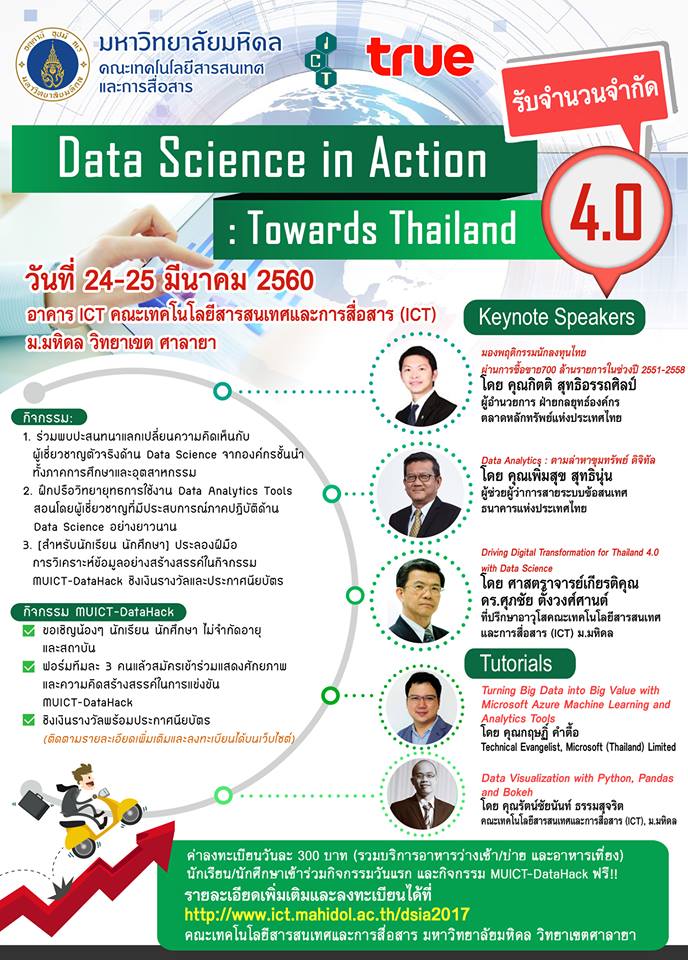 มหาวิทยาลัยมหิดล
คณะเทคโนโลยีสารสนเทศ
และการสื่อสาร
ICT
true
รับจำนวนจำกัด
Data Science in Action
: Towards Thailand
4.0
วันที่ 24-25 มีนาคม 2560
อาคาร ICT คณะเทคโนโลยีสารสนเทศและการสื่อสาร (ICT)
ม.มหิดล วิทยาเขต ศาลายา
กิจกรรม:
1. ร่วมพบปะสนทนาแลกเปลี่ยนความคิดเห็นกับ
ผู้เชี่ยวชาญตัวจริงด้าน Data Science จากองค์กรชั้นนำ
ทั้งภาคการศึกษาและอุตสาหกรรม
2. ฝึกปรือวิทยายุทธการใช้งาน Data Analytics Tools
สอนโดยผู้เชี่ยวชาญที่มีประสบการณ์ภาคปฏิบัติด้าน
Data Science อย่างยาวนาน
3. [สำหรับนักเรียน นักศึกษา] ประลองฝีมือ
การวิเคราะห์ข้อมูลอย่างสร้างสรรค์ในกิจกรรม
MUICT-DataHack ชิงเงินรางวัลและประกาศนียบัตร
กิจกรรม MUICT-DataHack
ขอเชิญน้องๆ นักเรียน นักศึกษา ไม่จำกัดอายุ
และสถาบัน
ฟอร์มทีมละ 3 คนแล้วสมัครเข้าร่วมแสดงศักยภาพ
และความคิดสร้างสรรค์ในการแข่งขัน
MUICT-DataHack
ชิงเงินรางวัลพร้อมประกาศนียบัตร
(ติดตามรายละเอียดเพิ่มเติมและลงทะเบียนได้บนเว็บไซต์)
Keynote Speakers
มองพฤติกรรมนักลงทุนไทย
ผ่านการซื้อขาย700 ล้านรายการในช่วงปี 2551-2558
โดย คุณกิตติ สุทธิอรรถศิลป์
ผู้อำนวยการ ฝ่ายกลยุทธ์องค์กร
ตลาดหลักทรัพย์แห่งประเทศไทย
Data Analytics : ตามล่าหาขุมทรัพย์ ดิจิทัล
โดย คุณเพิ่มสุข สุทธินุ่น
ผู้ช่วยผู้ว่าการสายระบบข้อสนเทศ
ธนาคารแห่งประเทศไทย
Driving Digital Transformation for Thailand 4.0
with Data Science
โดย ศาสตราจารย์เกียรติคุณ
ดร.ศุภชัย ตั้งวงศ์ศานต์
ที่ปรึกษาอาวุโสคณะเทคโนโลยีสารสนเทศ
และการสื่อสาร (ICT) ม.มหิดล
Tutorials
Turning Big Data into Big Value with
Microsoft Azure Machine Learning and
Analytics Tools
โดย คุณกฤษฏิ์ คำตื้อ
Technical Evangelist, Microsoft (Thailand) Limited
Data Visualization with Python, Pandas
and Bokeh
โดย คุณรัตน์ชัยนันท์ ธรรมสุจริต
คณะเทคโนโลยีสารสนเทศและการสื่อสาร (ICT), ม.มหิดล
ค่าลงทะเบียนวันละ 300 บาท (รวมบริการอาหารว่างเช้า/บ่าย และอาหารเที่ยง)
นักเรียน/นักศึกษาเข้าร่วมกิจกรรมวันแรก และกิจกรรม MUICT-DataHack ฟรี!!
รายละเอียดเพิ่มเติมและลงทะเบียนได้ที่
http://www.ict.mahidol.ac.th/dsia2017
คณะเทคโนโลยีสารสนเทศและการสื่อสาร มหาวิทยาลัยมหิดล วิทยาเขตศาลายา